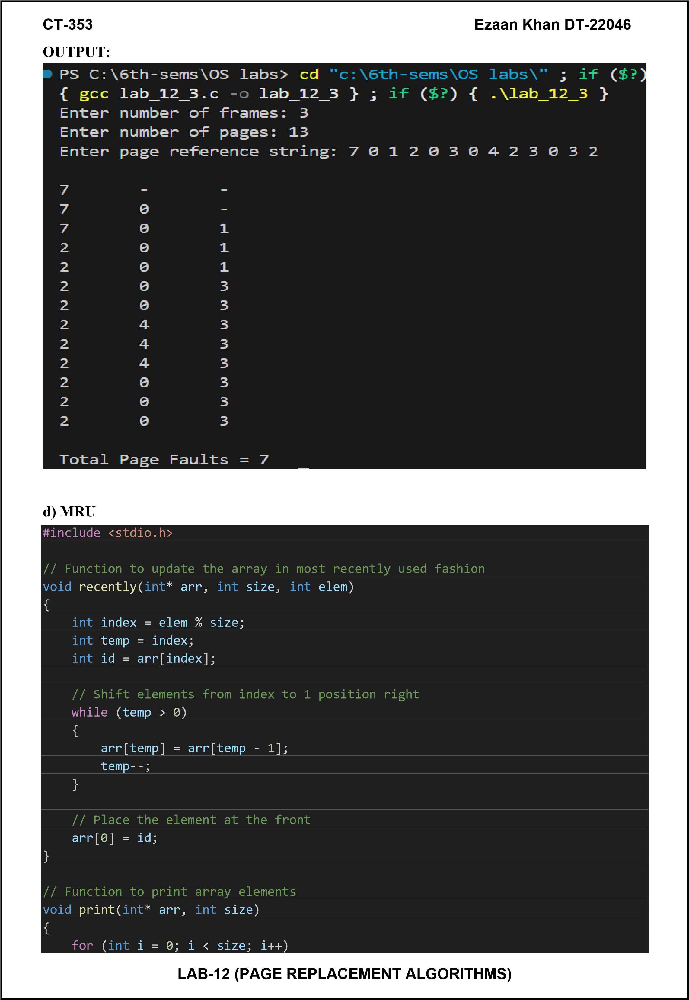 CT-353 Ezaan Khan DT-22046
OUTPUT:
PS C:\6th-sems\OS labs> cd "c:\6th-sems\OS labs\" ; if ($?)
{ gcc lab_12_3.c -o lab_12_3 } ; if ($?) { .\lab_12_3 }
Enter number of frames: 3
Enter number of pages: 13
Enter page reference string: 7 0 1 2 0 3 0 4 2 3 0 3 2
7 - -
7 0 -
7 0 1
2 0 1
2 0 1
2 0 3
2 0 3
2 4 3
2 4 3
2 4 3
2 0 3
2 0 3
2 0 3
Total Page Faults = 7
d) MRU
#include <stdio.h>
// Function to update the array in most recently used fashion
void recently(int* arr, int size, int elem)
{
    int index = elem % size;
    int temp = index;
    int id = arr[index];
    // Shift elements from index to 1 position right
    while (temp > 0)
    {
        arr[temp] = arr[temp - 1];
        temp--;
    }
    // Place the element at the front
    arr[0] = id;
}
// Function to print array elements
void print(int* arr, int size)
{
    for (int i = 0; i < size; i++)
LAB-12 (PAGE REPLACEMENT ALGORITHMS)